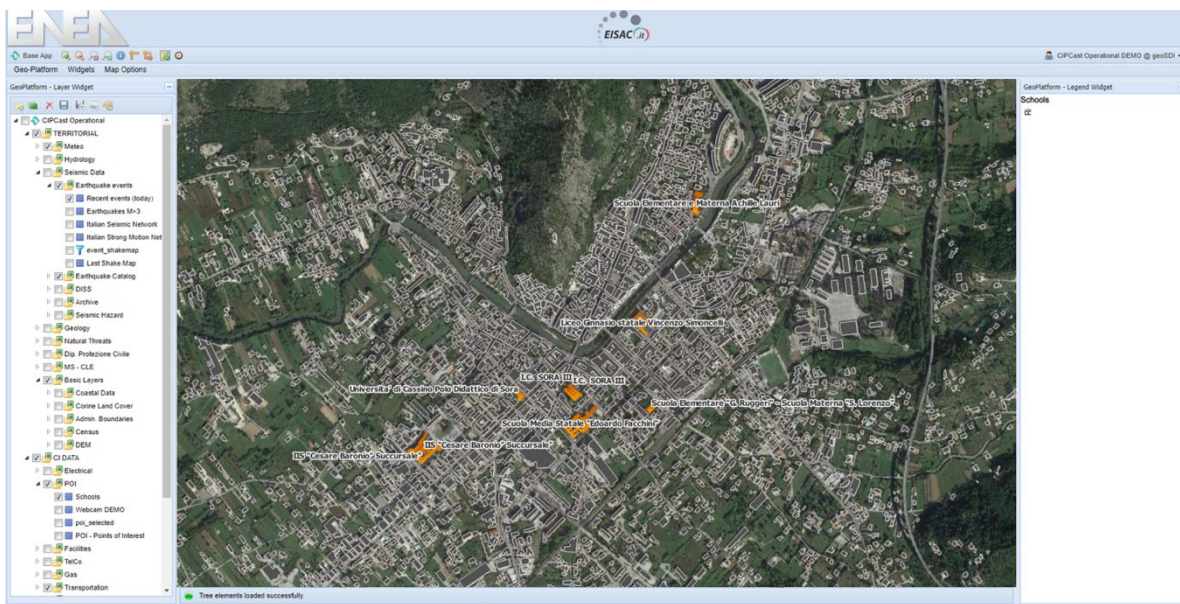 ENEA
EISAC.it
Base App
CIPCast Operational DEMO @ geoSDI
Geo-Platform Widgets Map Options
GeoPlatform - Layer Widget
CIPCast Operational
TERRITORIAL
Meteo
Hydrology
Seismic Data
Earthquake events
Recent events (today)
Earthquakes M>3
Italian Seismic Network
Italian Strong Motion Net
event_shakemap
Last Shake Map
Earthquake Catalog
DISS
Archive
Seismic Hazard
Geology
Natural Threats
Dip. Protezione Civile
MS - CLE
Basic Layers
Coastal Data
Corine Land Cover
Admin. Boundaries
Census
DEM
CI DATA
Electrical
POI
Schools
Webcam DEMO
poi_selected
POI - Points of Interest
Facilities
TelCo
Gas
Transportation
Scuola Elementare e Materna Achille Lauri
Liceo Ginnasio statale Vincenzo Simoncelli
I.C. SORA III
I.C. SORA III
Universita' di Cassino Polo Didattico di Sora
Scuola Elementare "G. Ruggeri" e Scuola Materna "S. Lorenzo"
Scuola Media Statale "Edoardo Facchini"
IIS "Cesare Baronio" Succursale"
IIS "Cesare Baronio" Succursale"
Tree elements loaded successfully
GeoPlatform - Legend Widget
Schools